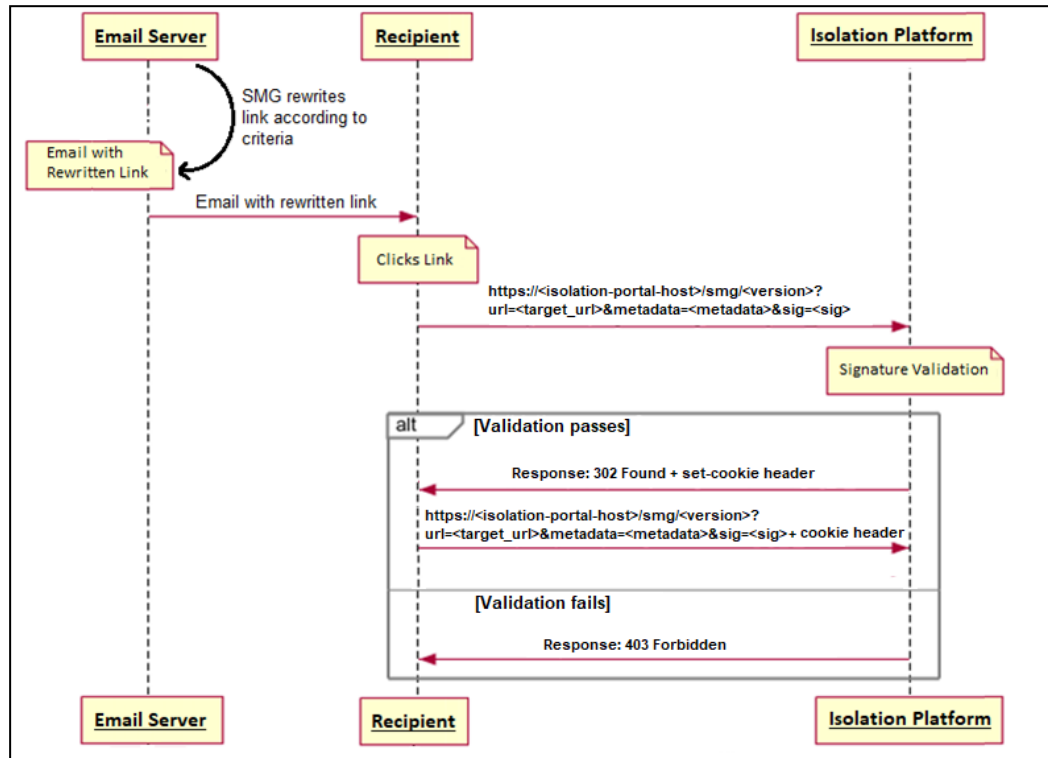 Email Server
Recipient
Isolation Platform
SMG rewrites
link according to
criteria
Email with
Rewritten Link
Email with rewritten link
Clicks Link
https://<isolation-portal-host>/smg/<version>?
url=<target_url>&metadata=<metadata>&sig=<sig>
Signature Validation
alt
[Validation passes]
Response: 302 Found + set-cookie header
https://<isolation-portal-host>/smg/<version>?
url=<target_url>&metadata=<metadata>&sig=<sig>+ cookie header
[Validation fails]
Response: 403 Forbidden
Email Server
Recipient
Isolation Platform